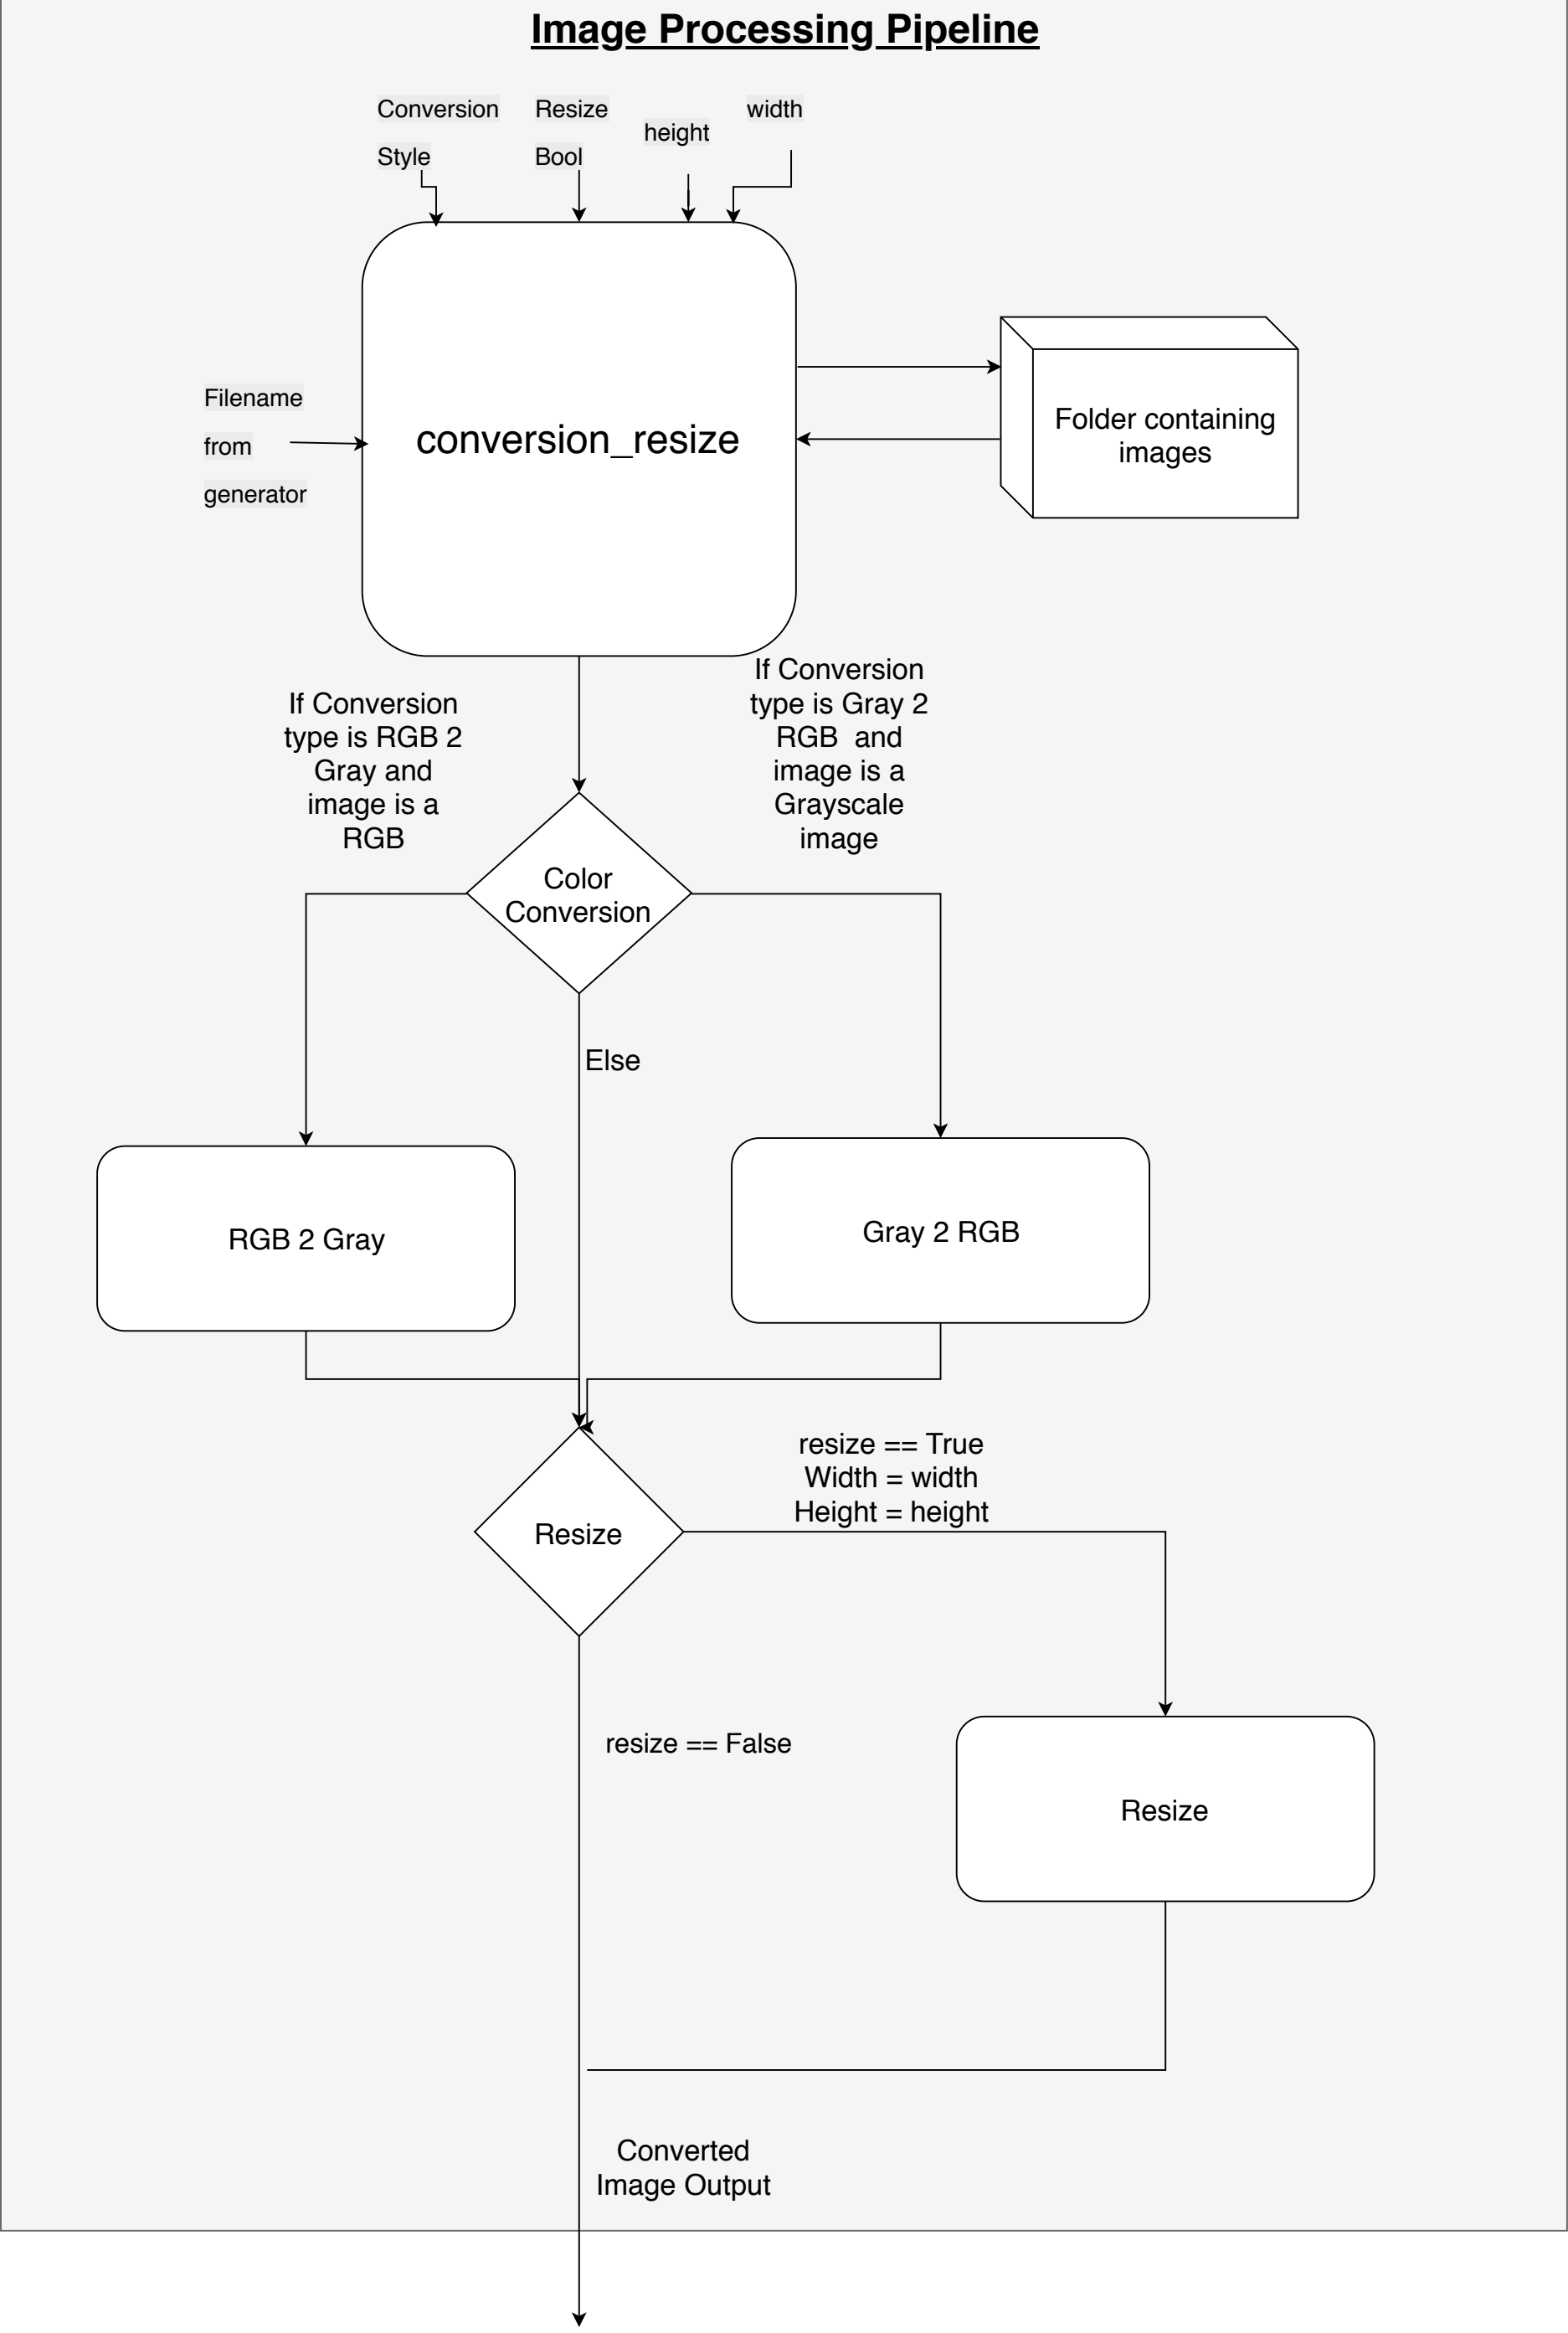 Image Processing Pipeline
Conversion
Style
Resize
Bool
height
width
Filename
from
generator
conversion_resize
Folder containing
images
If Conversion
type is RGB 2
Gray and
image is a
RGB
If Conversion
type is Gray 2
RGB  and
image is a
Grayscale
image
Color
Conversion
Else
RGB 2 Gray
Gray 2 RGB
resize == True
Width = width
Height = height
Resize
resize == False
Resize
Converted
Image Output